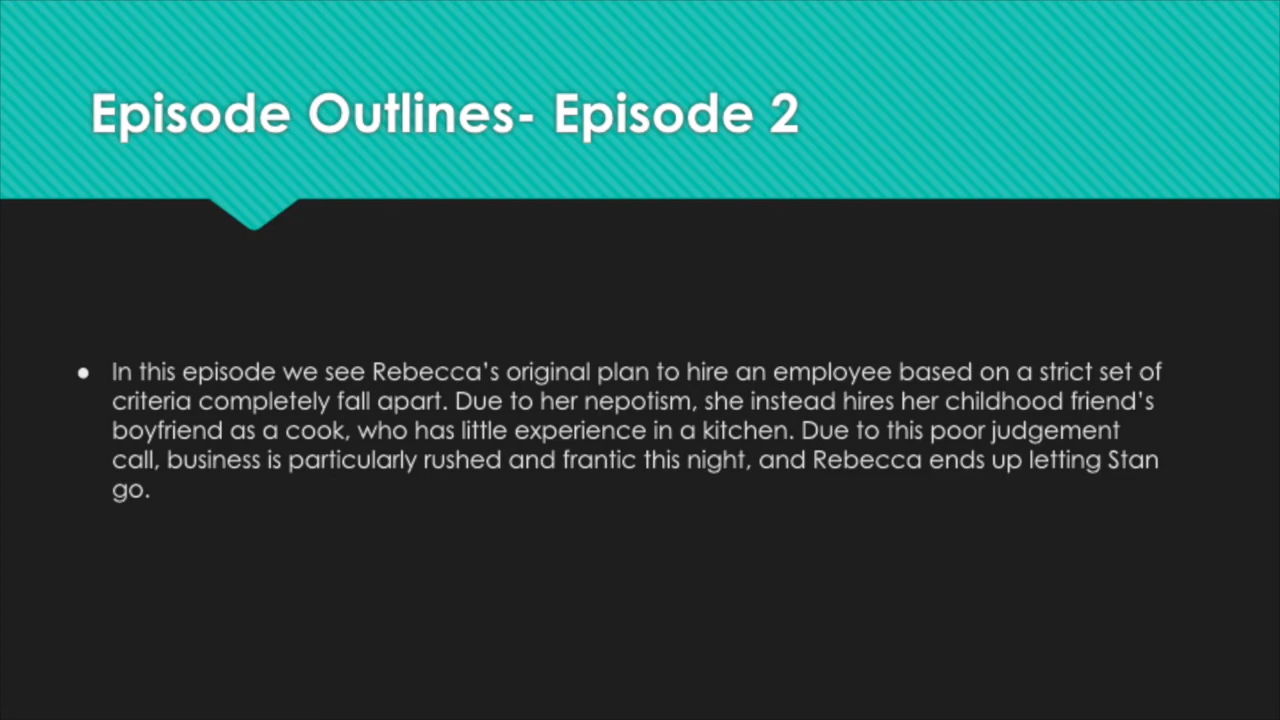 Episode Outlines- Episode 2
● In this episode we see Rebecca’s original plan to hire an employee based on a strict set of
criteria completely fall apart. Due to her nepotism, she instead hires her childhood friend’s
boyfriend as a cook, who has little experience in a kitchen. Due to this poor judgement
call, business is particularly rushed and frantic this night, and Rebecca ends up letting Stan
go.